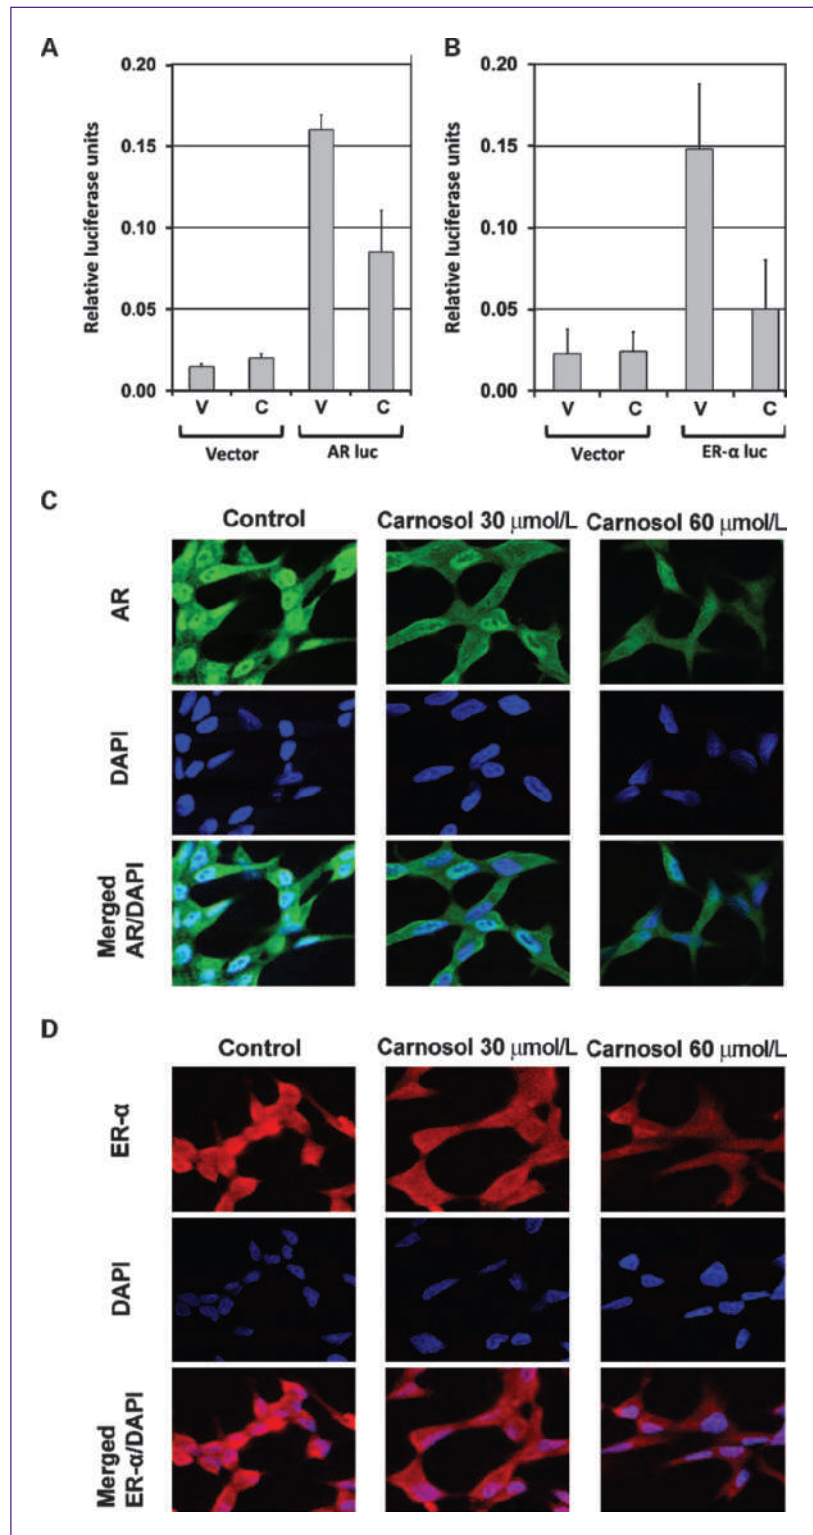 A
Relative luciferase units
0.20
0.15
0.10
0.05
0.00
V C V C
Vector AR luc
B
Relative luciferase units
0.20
0.15
0.10
0.05
0.00
V C V C
Vector ER-α luc
C
Control Carnosol 30 μmol/L Carnosol 60 μmol/L
AR
DAPI
Merged
AR/DAPI
D
Control Carnosol 30 μmol/L Carnosol 60 μmol/L
ER-α
DAPI
Merged
ER-α/DAPI